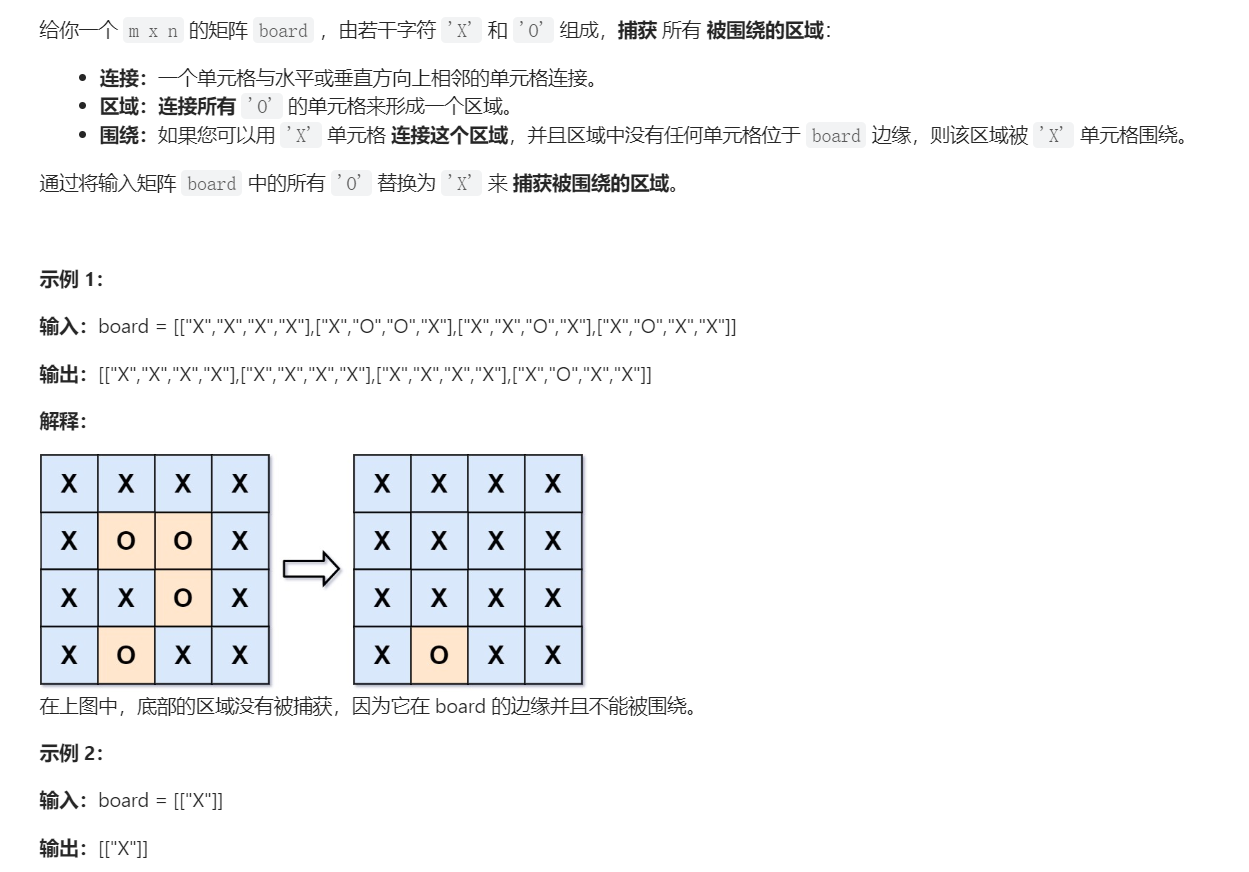 给你一个 m x n 的矩阵 board ，由若干字符 'X' 和 'O' 组成，捕获 所有 被围绕的区域：
连接：一个单元格与水平或垂直方向上相邻的单元格连接。
区域：连接所有 'O' 的单元格来形成一个区域。
围绕：如果您可以用 'X' 单元格 连接这个区域，并且区域中没有任何单元格位于 board 边缘，则该区域被 'X' 单元格围绕。
通过将输入矩阵 board 中的所有 'O' 替换为 'X' 来 捕获被围绕的区域。
示例 1：
输入：board = [["X","X","X","X"],["X","O","O","X"],["X","X","O","X"],["X","O","X","X"]]
输出：[["X","X","X","X"],["X","X","X","X"],["X","X","X","X"],["X","O","X","X"]]
解释：
X X X X X X X X
X O O X X X X X
X X O X X X X X
X O X X X O X X
在上图中，底部的区域没有被捕获，因为它在 board 的边缘并且不能被围绕。
示例 2：
输入：board = [["X"]]
输出：[["X"]]